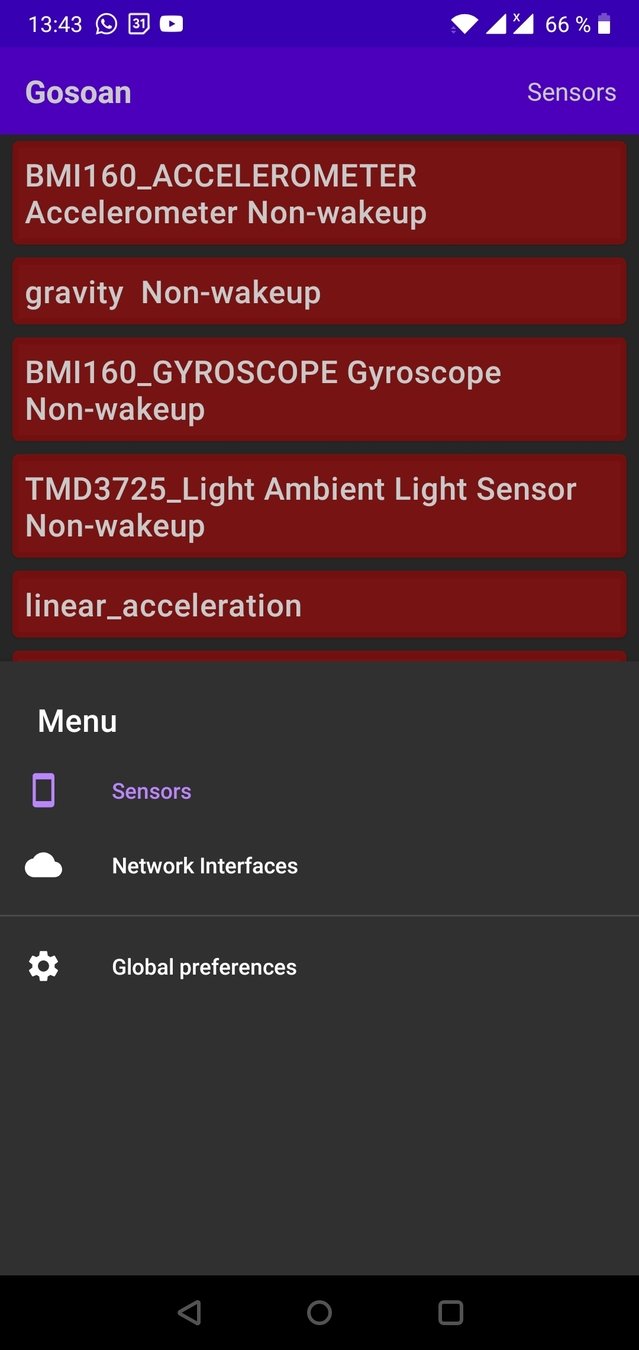 13:43 31 x 66 %
Gosoan Sensors
BMI160_ACCELEROMETER
Accelerometer Non-wakeup
gravity  Non-wakeup
BMI160_GYROSCOPE Gyroscope
Non-wakeup
TMD3725_Light Ambient Light Sensor
Non-wakeup
linear_acceleration
Menu
Sensors
Network Interfaces
Global preferences